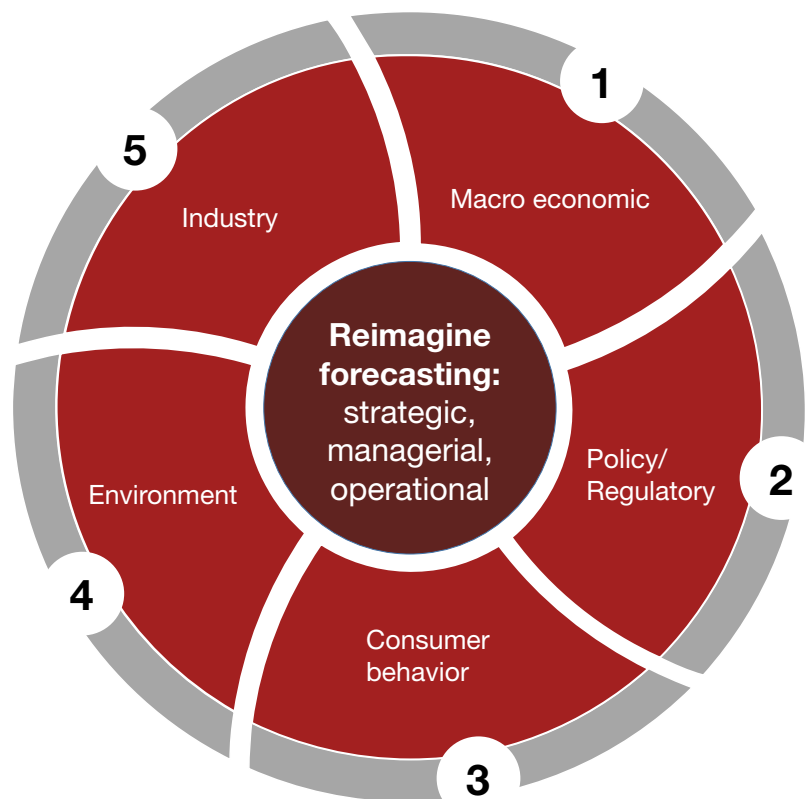 Reimagine
forecasting:
strategic,
managerial,
operational
1
Macro economic
2
Policy/
Regulatory
3
Consumer
behavior
4
Environment
5
Industry